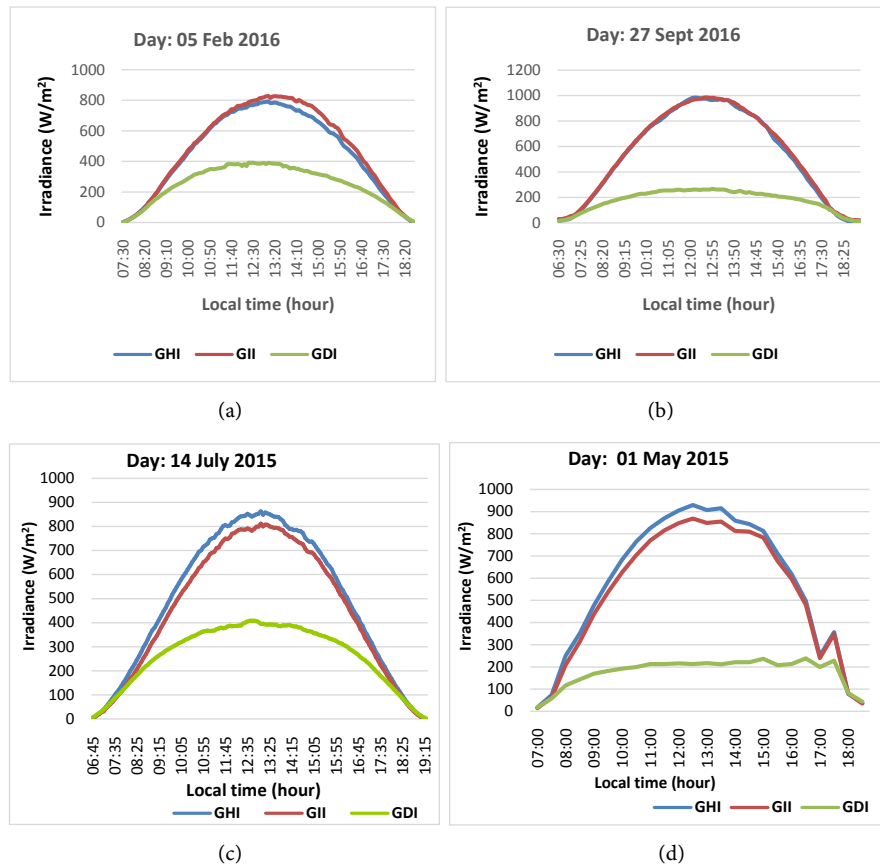 Day: 05 Feb 2016
Irradiance (W/m²)
1000
800
600
400
200
0
07:30 08:20 09:10 10:00 10:50 11:40 12:30 13:20 14:10 15:00 15:50 16:40 17:30 18:20
Local time (hour)
GHI GII GDI
(a)
Day: 27 Sept 2016
Irradiance (W/m²)
1200
1000
800
600
400
200
0
06:30 07:25 08:20 09:15 10:10 11:05 12:00 12:55 13:50 14:45 15:40 16:35 17:30 18:25
Local time (hour)
GHI GII GDI
(b)
Day: 14 July 2015
Irradiance (W/m²)
1000
900
800
700
600
500
400
300
200
100
0
06:45 07:35 08:25 09:15 10:05 10:55 11:45 12:35 13:25 14:15 15:05 15:55 16:45 17:35 18:25 19:15
Local time (hour)
GHI GII GDI
(c)
Day: 01 May 2015
Irradiance (W/m²)
1000
900
800
700
600
500
400
300
200
100
0
07:00 08:00 09:00 10:00 11:00 12:00 13:00 14:00 15:00 16:00 17:00 18:00
Local time (hour)
GHI GII GDI
(d)